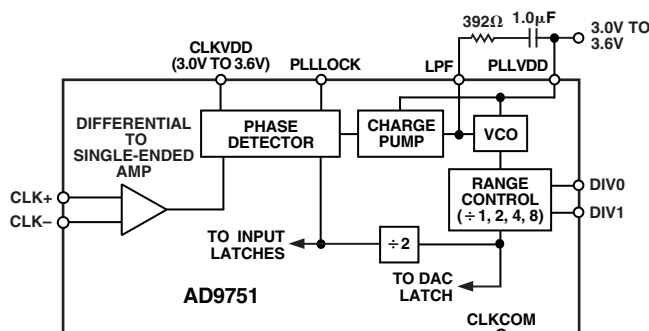 392Ω 1.0µF
3.0V TO
3.6V
CLKVDD
(3.0V TO 3.6V)
PLLLOCK
LPF
PLLVDD
DIFFERENTIAL
TO
SINGLE-ENDED
AMP
PHASE
DETECTOR
CHARGE
PUMP
VCO
CLK+
CLK–
RANGE
CONTROL
(÷1, 2, 4, 8)
DIV0
DIV1
TO INPUT
LATCHES
÷2
TO DAC
LATCH
AD9751
CLKCOM